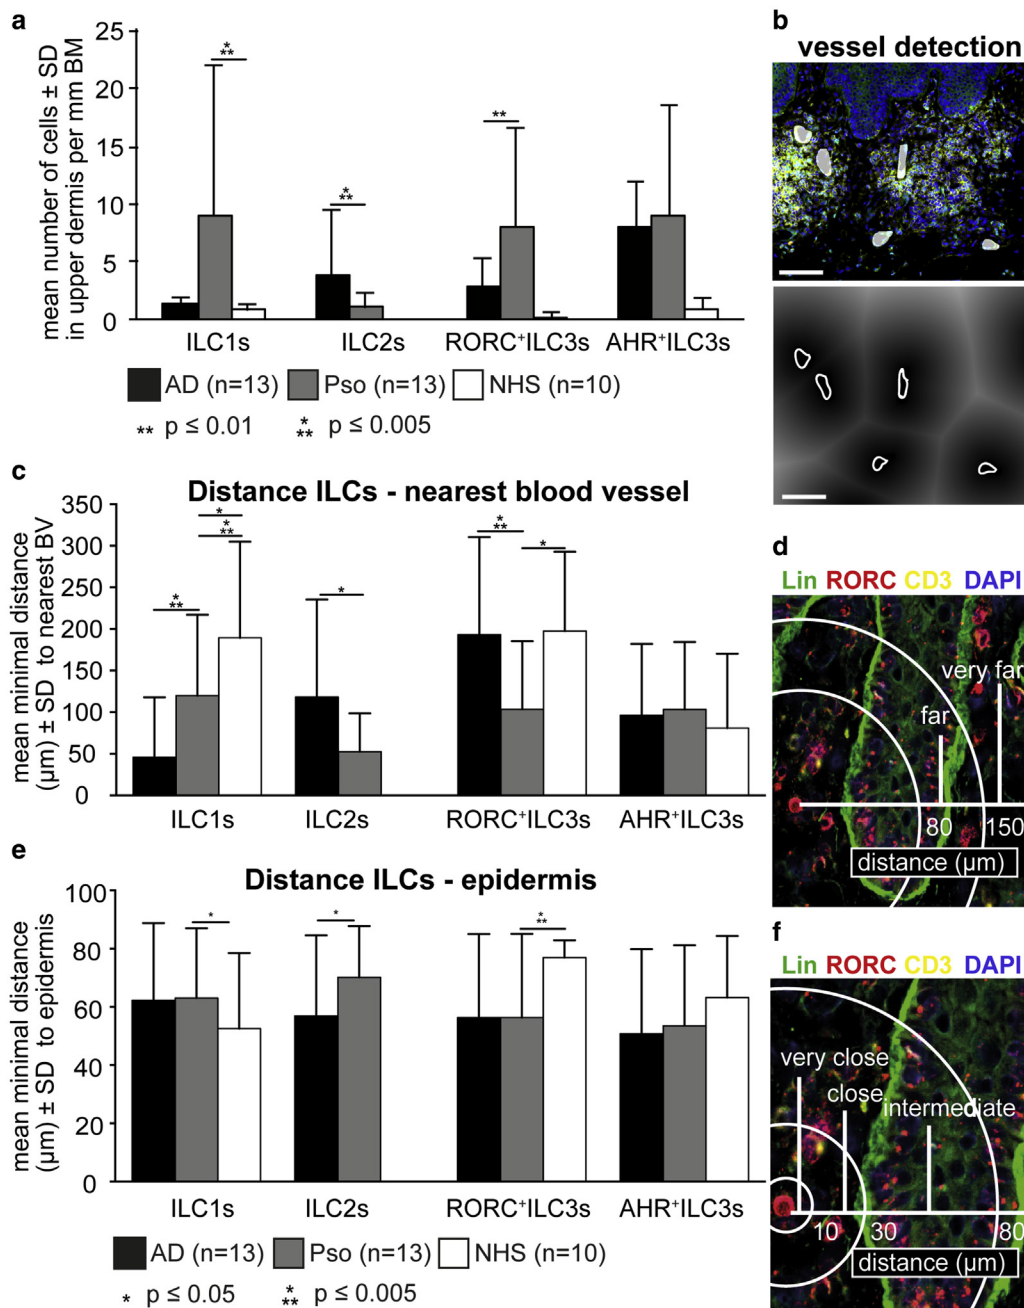 a
mean number of cells ± SD
in upper dermis per mm BM
25
20
15
10
5
0
*
**
*
**
**
ILC1s ILC2s RORC+ILC3s AHR+ILC3s
AD (n=13) Pso (n=13) NHS (n=10)
** p ≤ 0.01 *
** p ≤ 0.005
b
vessel detection
c
Distance ILCs - nearest blood vessel
mean minimal distance
(µm) ± SD to nearest BV
350
300
250
200
150
100
50
0
*
*
**
*
**
*
*
**
*
ILC1s ILC2s RORC+ILC3s AHR+ILC3s
d
Lin RORC CD3 DAPI
very far
far
80 150
distance (µm)
e
Distance ILCs - epidermis
mean minimal distance
(µm) ± SD to epidermis
100
80
60
40
20
0
*
*
*
**
ILC1s ILC2s RORC+ILC3s AHR+ILC3s
AD (n=13) Pso (n=13) NHS (n=10)
* p ≤ 0.05 *
** p ≤ 0.005
f
Lin RORC CD3 DAPI
very close
close
intermediate
10 30 80
distance (µm)